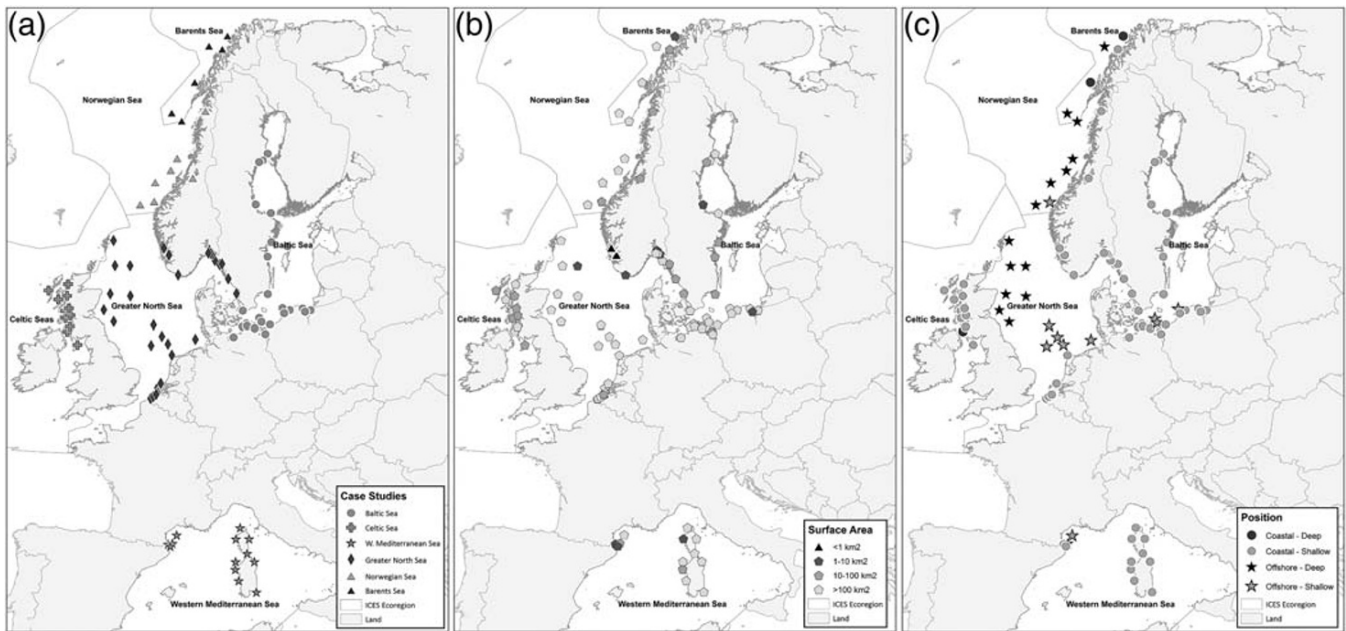 (a)
Barents Sea
Norwegian Sea
Baltic Sea
Greater North Sea
Celtic Seas
Western Mediterranean Sea
Case Studies
Baltic Sea
Celtic Sea
W. Mediterranean Sea
Greater North Sea
Norwegian Sea
Barents Sea
ICES Ecoregion
Land
(b)
Barents Sea
Norwegian Sea
Baltic Sea
Greater North Sea
Celtic Seas
Western Mediterranean Sea
Surface Area
<1 km2
1-10 km2
10-100 km2
>100 km2
ICES Ecoregion
Land
(c)
Barents Sea
Norwegian Sea
Baltic Sea
Greater North Sea
Celtic Seas
Western Mediterranean Sea
Position
Coastal - Deep
Coastal - Shallow
Offshore - Deep
Offshore - Shallow
ICES Ecoregion
Land